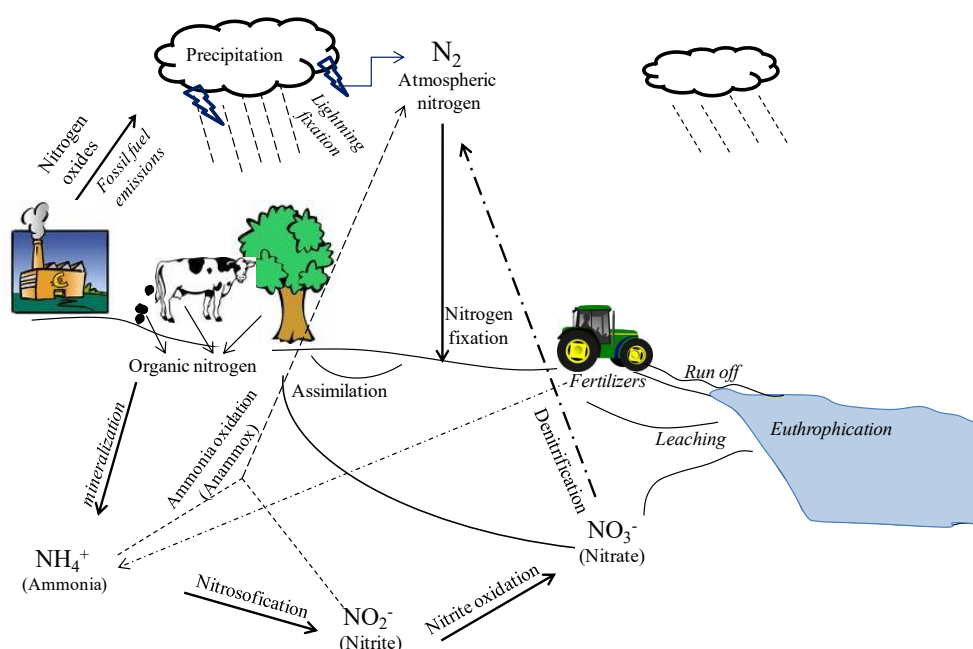 Precipitation
N₂
Atmospheric
nitrogen
Lightning
fixation
Nitrogen
oxides
Fossil fuel
emissions
Nitrogen
fixation
Organic nitrogen
Assimilation
Fertilizers
Run off
Leaching
Euthrophication
mineralization
Ammonia oxidation
(Anammox)
Denitrification
NH₄⁺
(Ammonia)
Nitrosofication
NO₂⁻
(Nitrite)
Nitrite oxidation
NO₃⁻
(Nitrate)